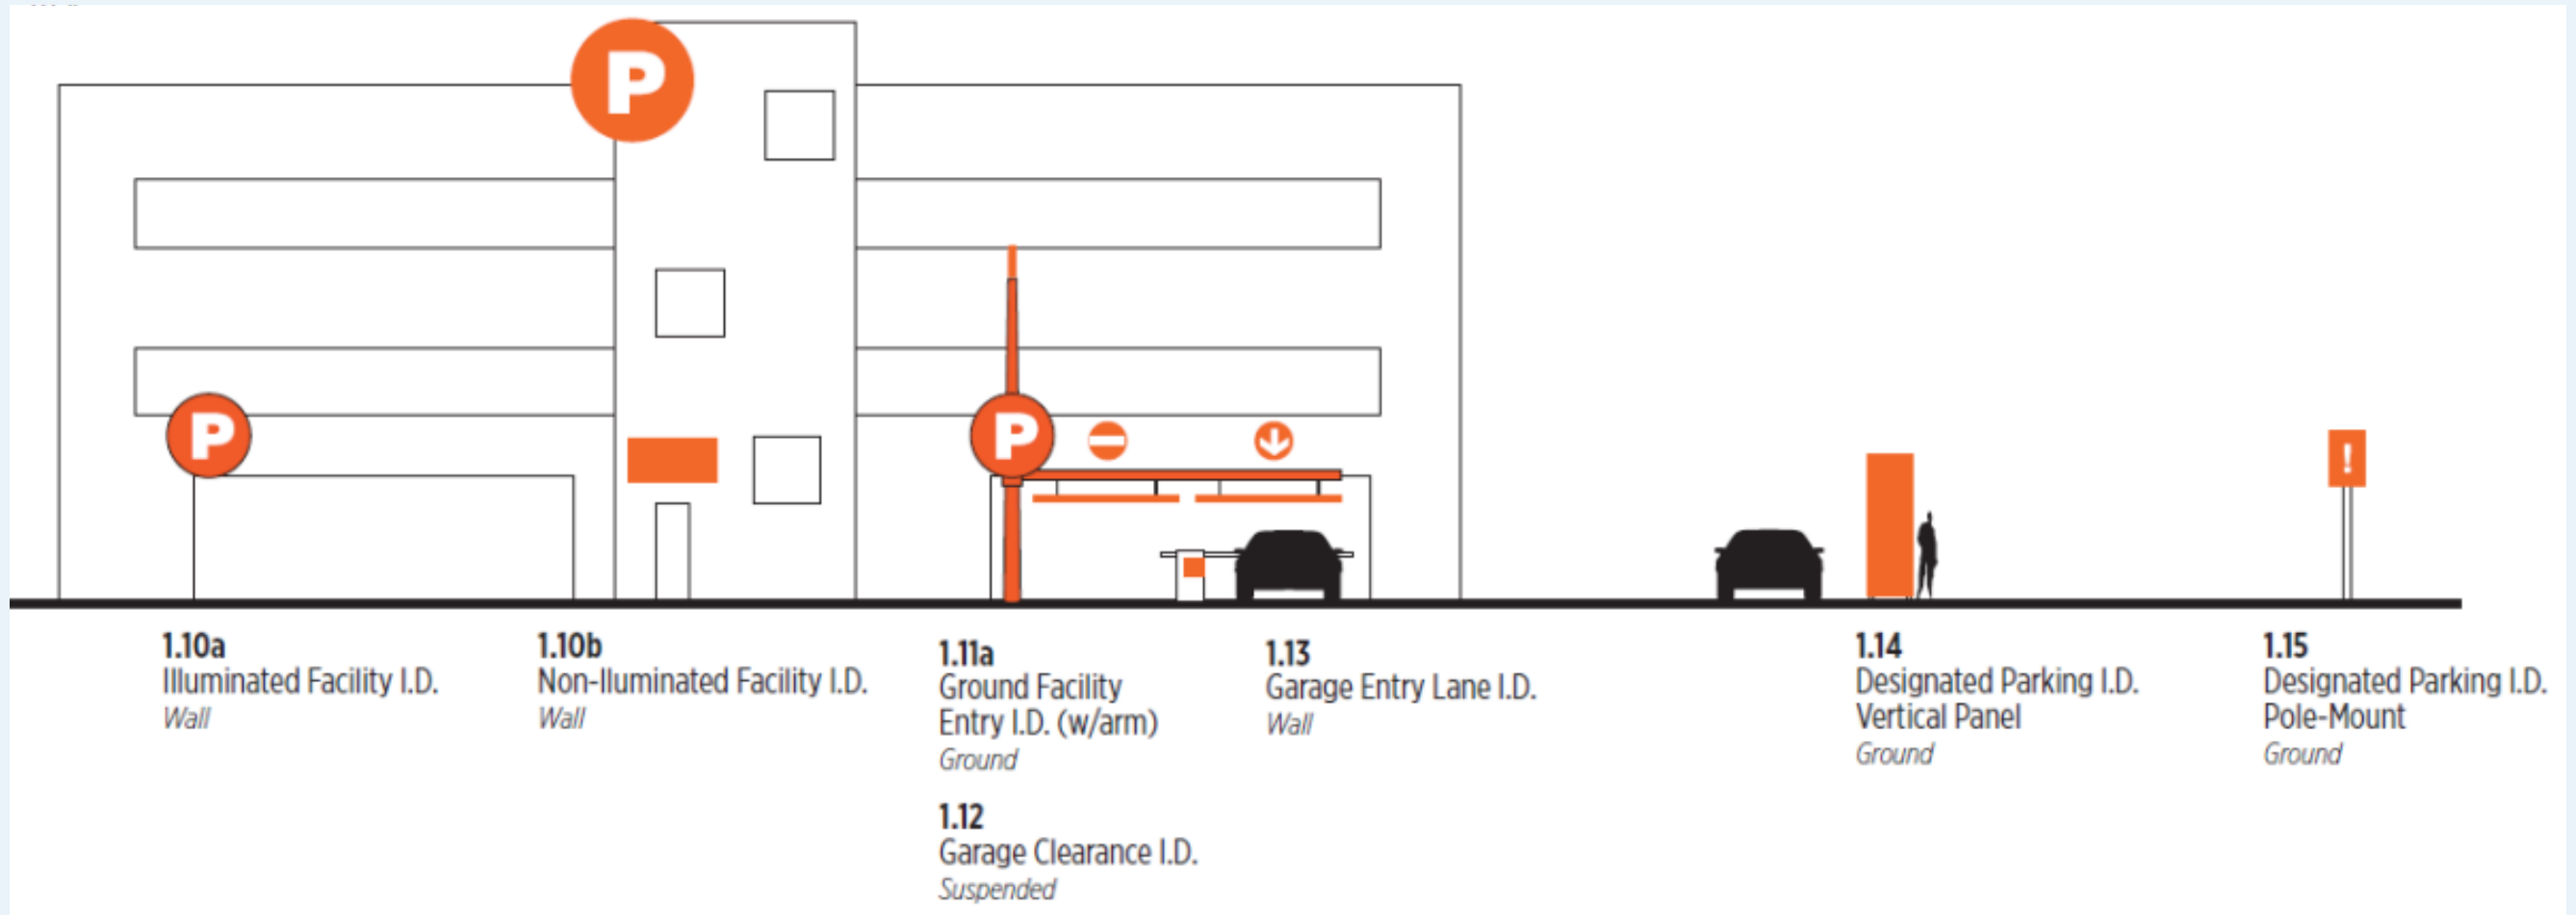 P
P
P
!
1.10a
Illuminated Facility I.D.
Wall
1.10b
Non-Iluminated Facility I.D.
Wall
1.11a
Ground Facility
Entry I.D. (w/arm)
Ground
1.12
Garage Clearance I.D.
Suspended
1.13
Garage Entry Lane I.D.
Wall
1.14
Designated Parking I.D.
Vertical Panel
Ground
1.15
Designated Parking I.D.
Pole-Mount
Ground